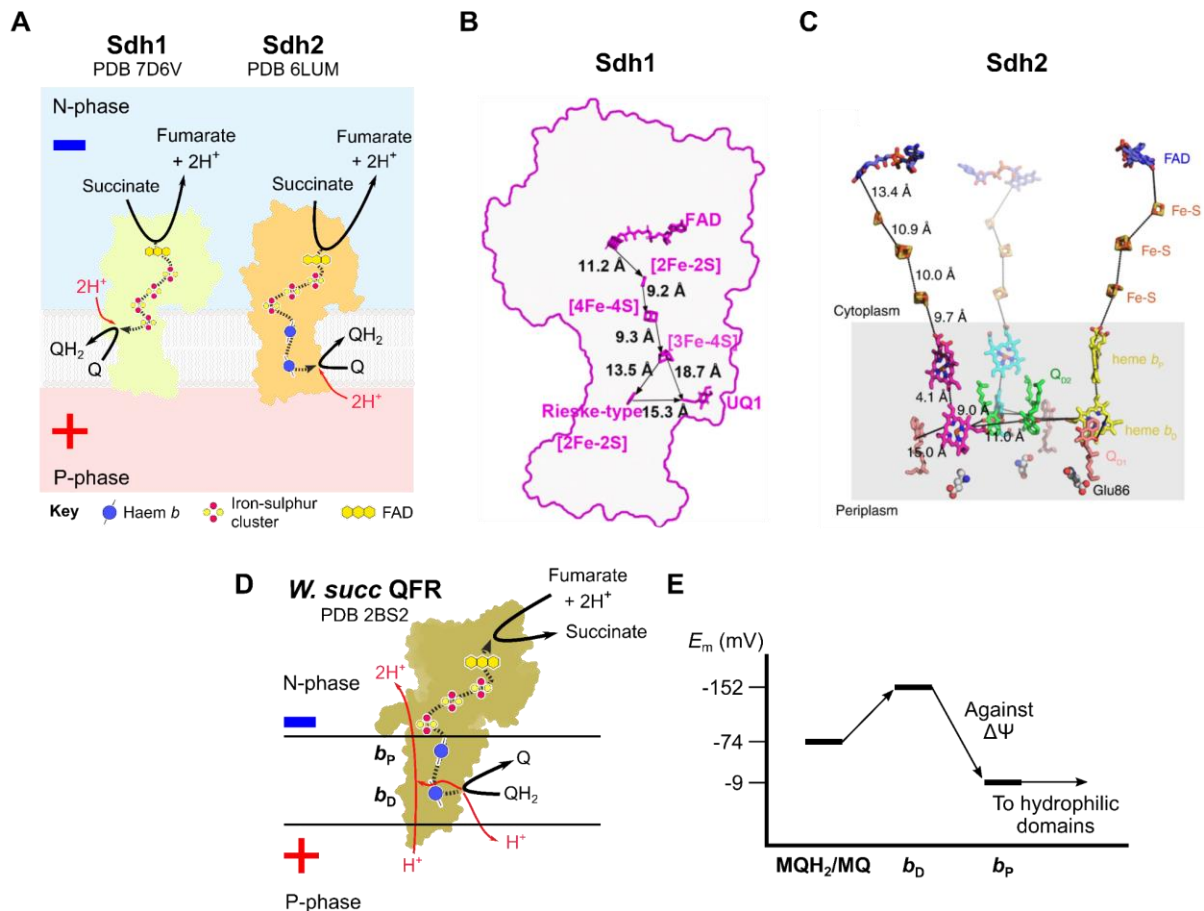 A
Sdh1
PDB 7D6V
Sdh2
PDB 6LUM
N-phase
Fumarate
+ 2H+
Fumarate
+ 2H+
Succinate
Succinate
2H+
QH2
Q
QH2
Q
2H+
P-phase
Key
Haem b
Iron-sulphur
cluster
FAD
B
Sdh1
FAD
11.2 Å
[2Fe-2S]
9.2 Å
[4Fe-4S]
9.3 Å
[3Fe-4S]
13.5 Å
18.7 Å
Rieske-type
15.3 Å
UQ1
[2Fe-2S]
C
Sdh2
FAD
13.4 Å
Fe-S
10.9 Å
Fe-S
10.0 Å
Fe-S
Cytoplasm
9.7 Å
heme bP
QD2
4.1 Å
9.0 Å
11.0 Å
heme bD
15.0 Å
QD1
Glu86
Periplasm
D
W. succ QFR
PDB 2BS2
Fumarate
+ 2H+
Succinate
2H+
N-phase
bP
Q
bD
QH2
H+
H+
P-phase
E
Em (mV)
-152
Against
ΔΨ
-74
-9
To hydrophilic
domains
MQH2/MQ
bD
bP